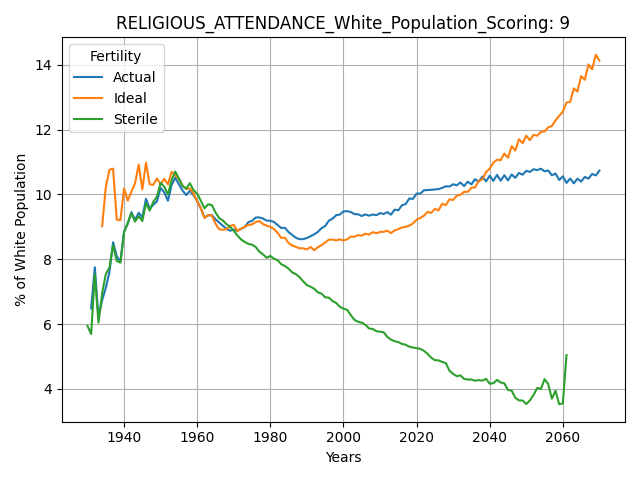 RELIGIOUS_ATTENDANCE_White_Population_Scoring: 9
Fertility
Actual
Ideal
Sterile
% of White Population
14
12
10
8
6
4
1940 1960 1980 2000 2020 2040 2060
Years